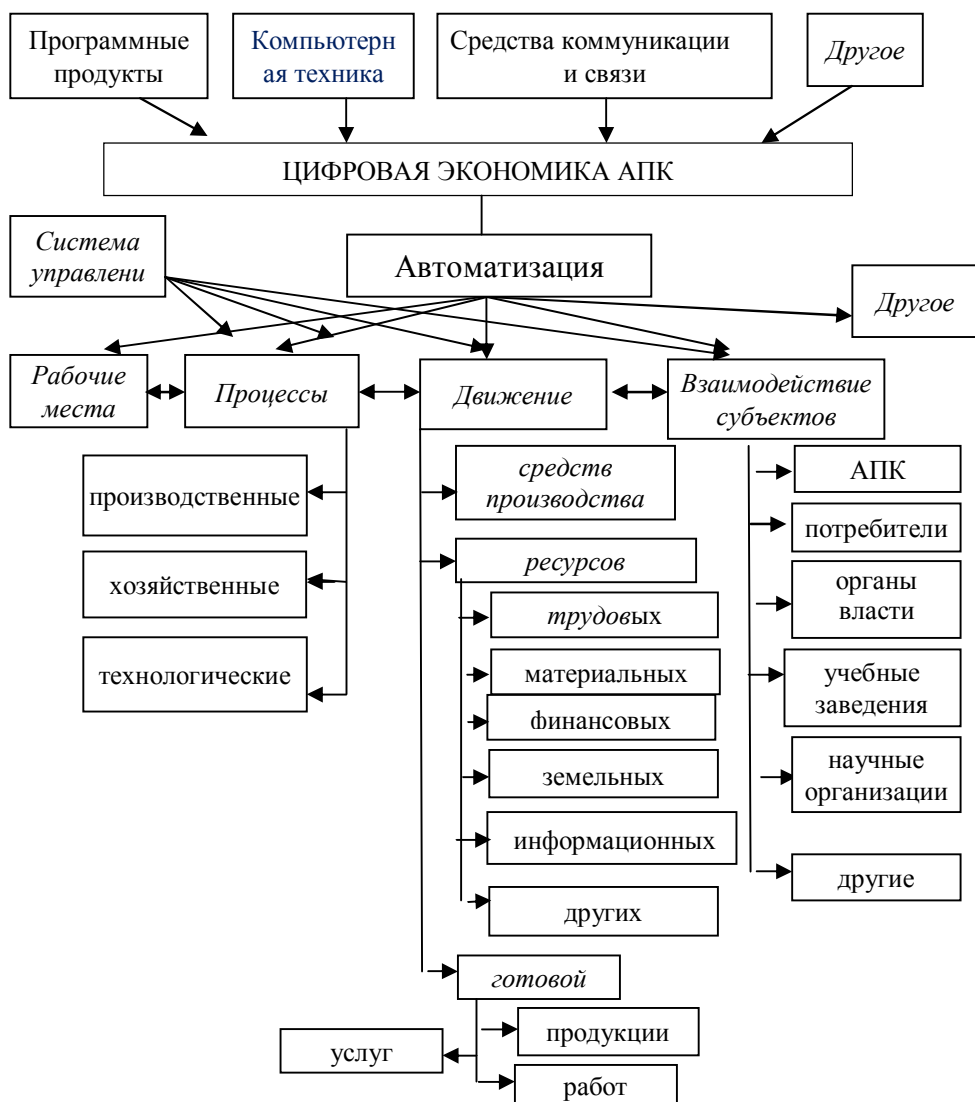 Программные
продукты
Компьютерн
ая техника
Средства коммуникации
и связи
Другое
ЦИФРОВАЯ ЭКОНОМИКА АПК
Система
управлени
Автоматизация
Другое
Рабочие
места
Процессы
Движение
Взаимодействие
субъектов
производственные
хозяйственные
технологические
средств
производства
ресурсов
трудовых
материальных
финансовых
земельных
информационных
других
готовой
продукции
услуг
работ
АПК
потребители
органы
власти
учебные
заведения
научные
организации
другие